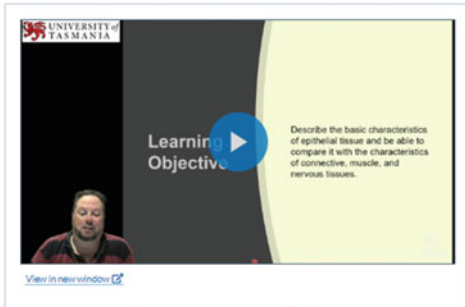 UNIVERSITY of
TASMANIA
Learning
Objective
Describe the basic characteristics
of epithelial tissue and be able to
compare it with the characteristics
of connective, muscle, and
nervous tissues.
View in new window